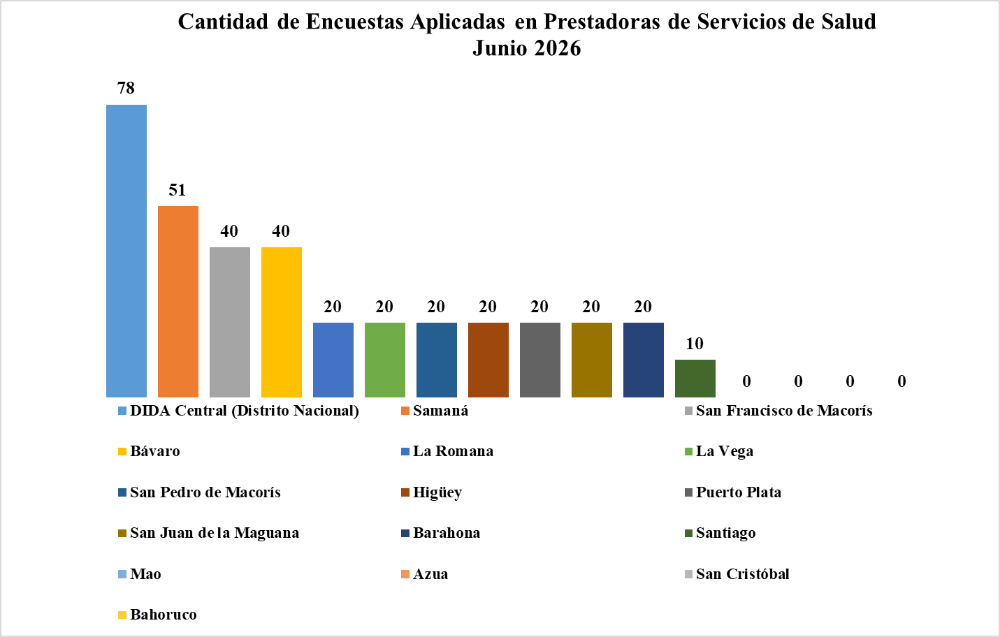 Cantidad de Encuestas Aplicadas en Prestadoras de Servicios de Salud
Junio 2026
78
51
40 40
20 20 20 20 20 20 20
10
0 0 0 0
DIDA Central (Distrito Nacional) Samaná San Francisco de Macorís
Bávaro La Romana La Vega
San Pedro de Macorís Higüey Puerto Plata
San Juan de la Maguana Barahona Santiago
Mao Azua San Cristóbal
Bahoruco